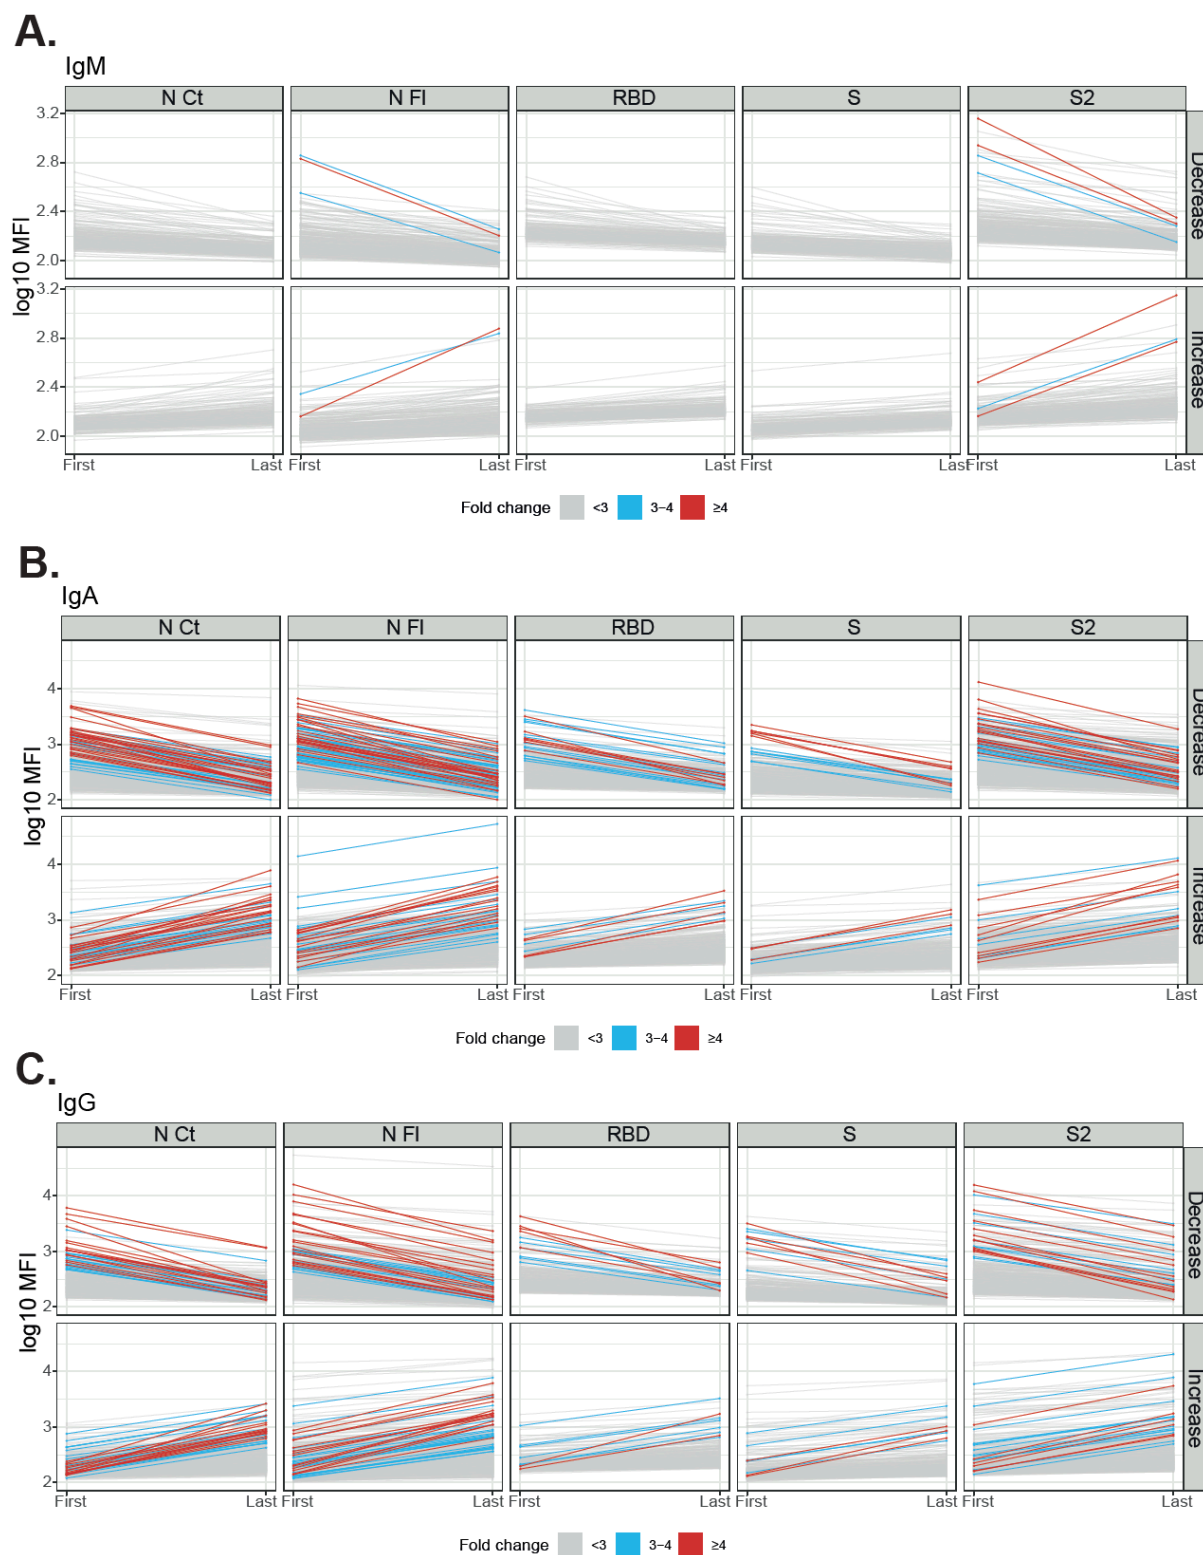 A.
IgM
N Ct N Fl RBD S S2
3.2
2.8
2.4
2.0
Decrease
log10 MFI
3.2
2.8
2.4
2.0
Increase
First Last First Last First Last First Last First Last
Fold change <3 3−4 ≥4
B.
IgA
N Ct N Fl RBD S S2
4
3
2
Decrease
log10 MFI
4
3
2
Increase
First Last First Last First Last First Last First Last
Fold change <3 3−4 ≥4
C.
IgG
N Ct N Fl RBD S S2
4
3
2
Decrease
log10 MFI
4
3
2
Increase
First Last First Last First Last First Last First Last
Fold change <3 3−4 ≥4